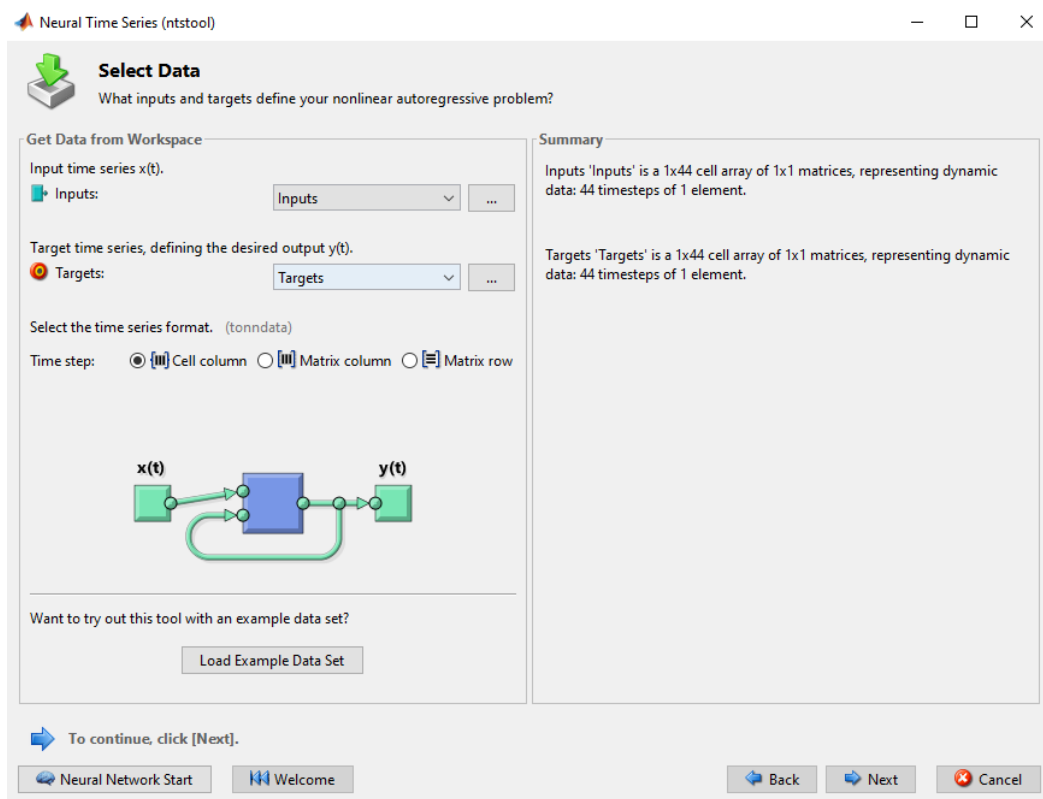 Neural Time Series (ntstool)
Select Data
What inputs and targets define your nonlinear autoregressive problem?
Get Data from Workspace
Input time series x(t).
Inputs:
Inputs
...
Target time series, defining the desired output y(t).
Targets:
Targets
...
Select the time series format. (tonndata)
Time step: Cell column Matrix column Matrix row
x(t) y(t)
Want to try out this tool with an example data set?
Load Example Data Set
Summary
Inputs 'Inputs' is a 1x44 cell array of 1x1 matrices, representing dynamic
data: 44 timesteps of 1 element.
Targets 'Targets' is a 1x44 cell array of 1x1 matrices, representing dynamic
data: 44 timesteps of 1 element.
To continue, click [Next].
Neural Network Start Welcome Back Next Cancel